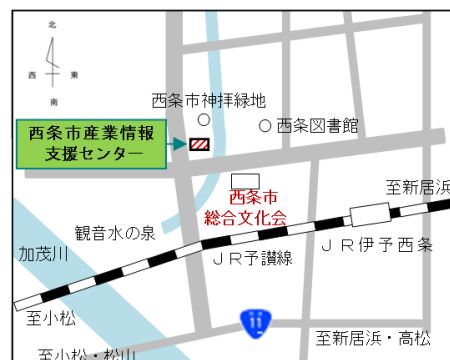 北
西 東
南
西条市神拝緑地
西条図書館
西条市産業情報
支援センター
西条市
総合文化会
至新居浜
観音水の泉
加茂川
JR予讃線
JR伊予西条
至小松
11
至新居浜・高松
至小松・松山